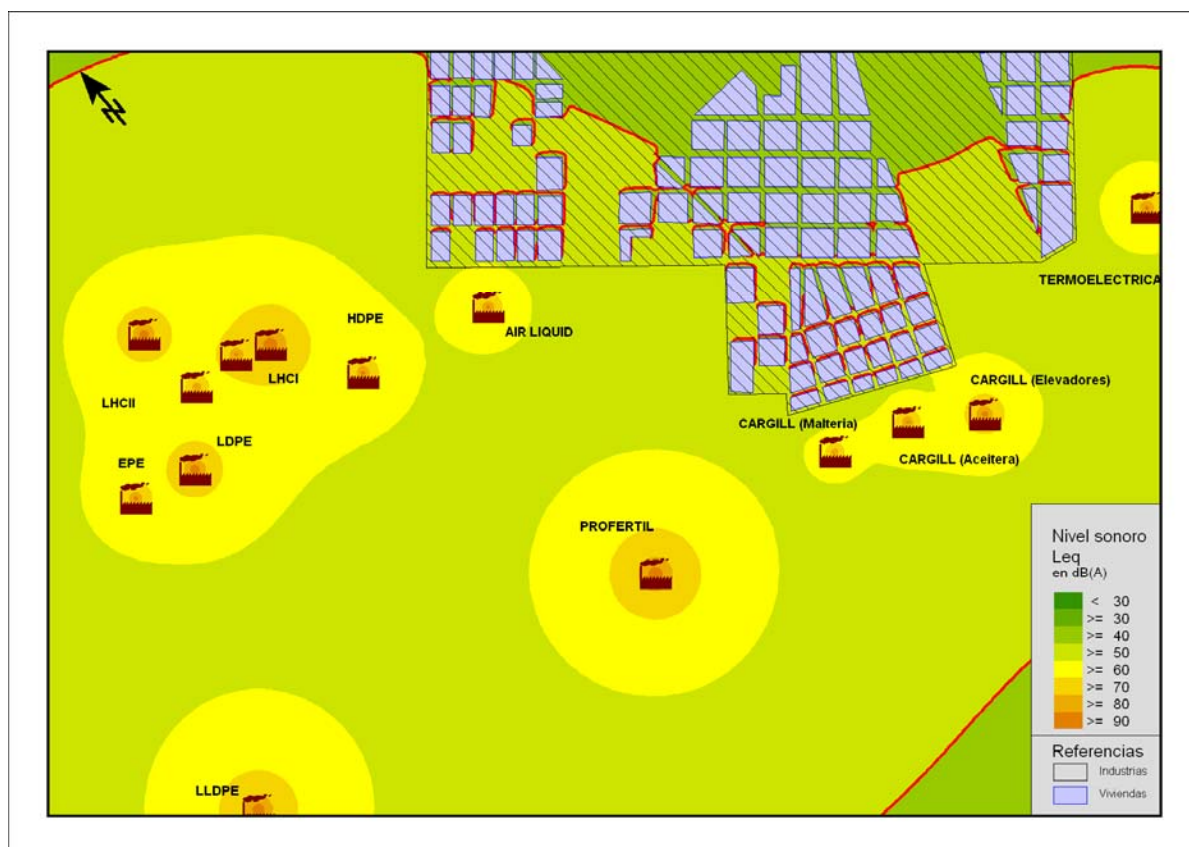 N
TERMOELECTRICA
HDPE
AIR LIQUID
LHCI
LHCII
CARGILL (Elevadores)
CARGILL (Malteria)
LDPE
EPE
CARGILL (Aceitera)
PROFERTIL
LLDPE
Nivel sonoro
Leq
en dB(A)
< 30
>= 30
>= 40
>= 50
>= 60
>= 70
>= 80
>= 90
Referencias
Industrias
Viviendas